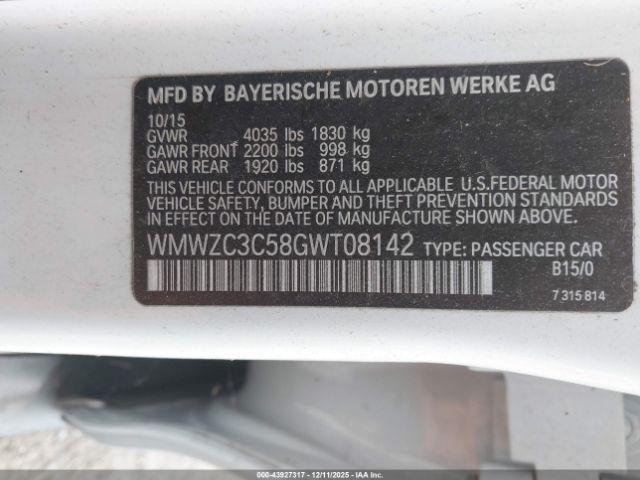 MFD BY BAYERISCHE MOTOREN WERKE AG
10/15
GVWR 4035 lbs 1830 kg
GAWR FRONT 2200 lbs 998 kg
GAWR REAR 1920 lbs 871 kg
THIS VEHICLE CONFORMS TO ALL APPLICABLE U.S.FEDERAL MOTOR
VEHICLE SAFETY, BUMPER AND THEFT PREVENTION STANDARDS
IN EFFECT ON THE DATE OF MANUFACTURE SHOWN ABOVE.
WMWZC3C58GWT08142 TYPE: PASSENGER CAR
B15/0
7 315 814
000-43927317 - 12/11/2025 - IAAI.COM